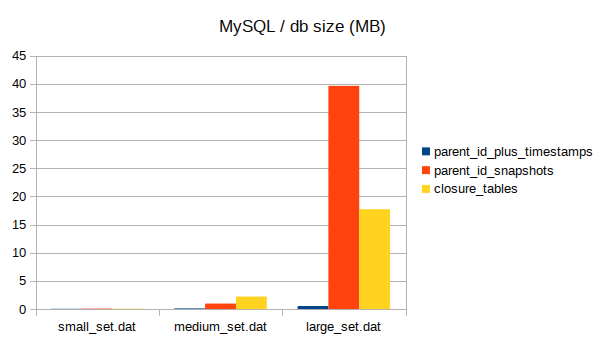 MySQL / db size (MB)
45
40
35
30
25
20
15
10
5
0
small_set.dat
medium_set.dat
large_set.dat
parent_id_plus_timestamps
parent_id_snapshots
closure_tables